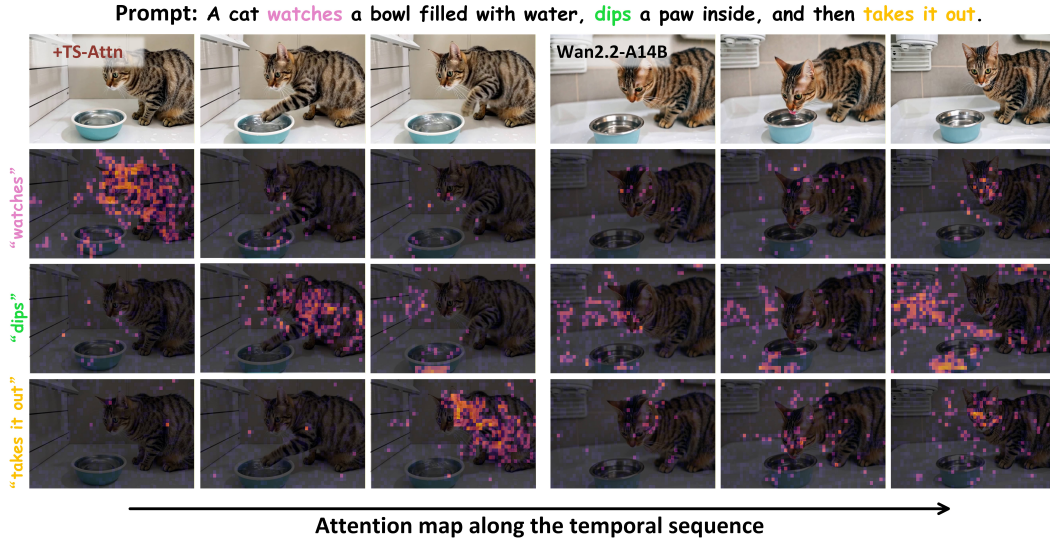 Prompt: A cat watches a bowl filled with water, dips a paw inside, and then takes it out.
+TS-Attn
Wan2.2-A14B
“watches”
“dips”
“takes it out”
Attention map along the temporal sequence